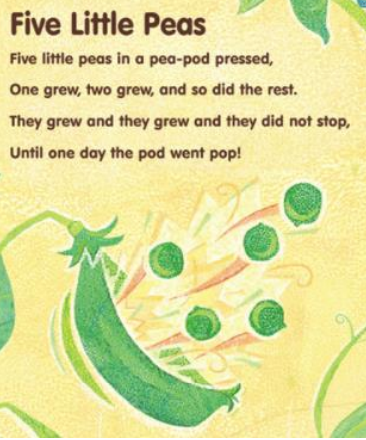 Five Little Peas
Five little peas in a pea-pod pressed,
One grew, two grew, and so did the rest.
They grew and they grew and they did not stop,
Until one day the pod went pop!